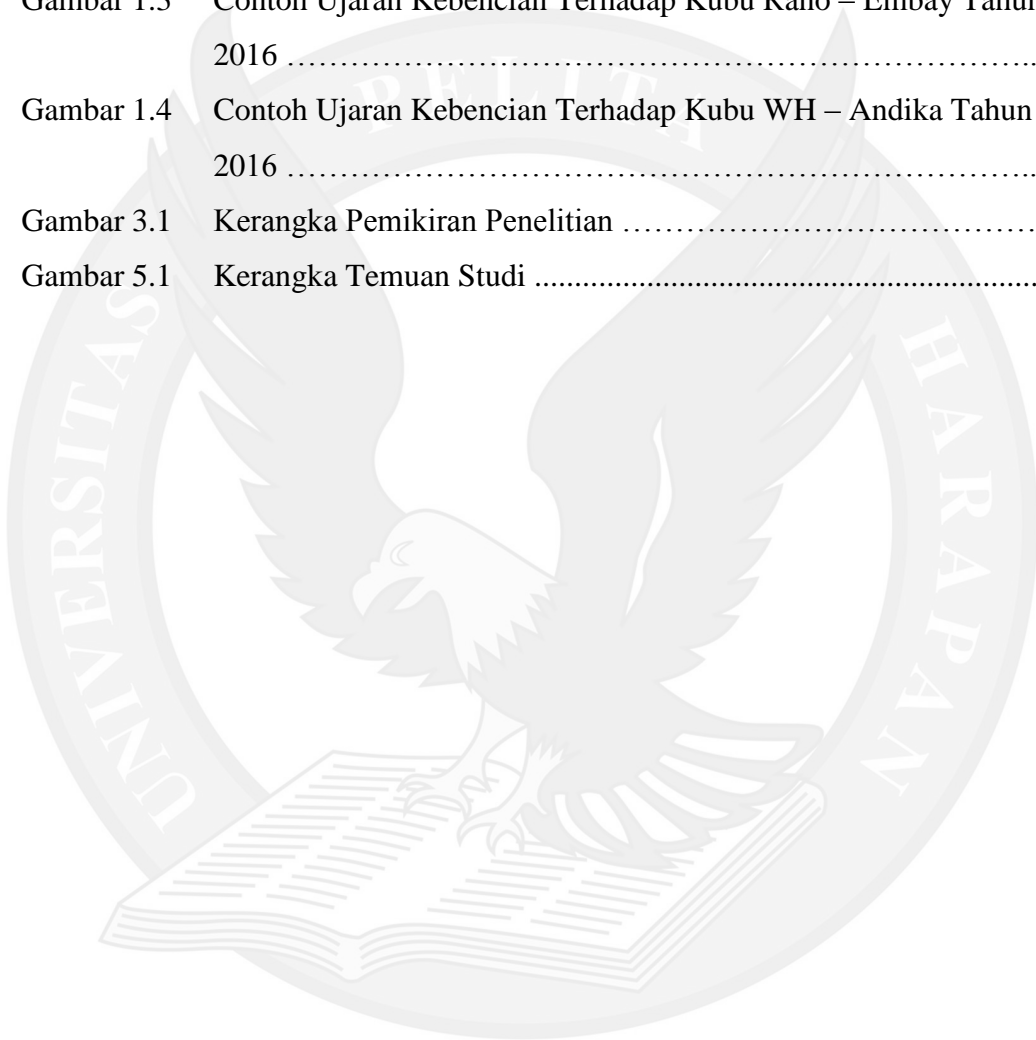 Gambar 1.3 Contoh Ujaran Kebencian Terhadap Kubu Rano – Embay Tahun
2016 ……………………………………………………………..
Gambar 1.4 Contoh Ujaran Kebencian Terhadap Kubu WH – Andika Tahun
2016 ……………………………………………………………..
Gambar 3.1 Kerangka Pemikiran Penelitian …………………………………
Gambar 5.1 Kerangka Temuan Studi ..............................................................
UNIVERSITAS PELITA HARAPAN